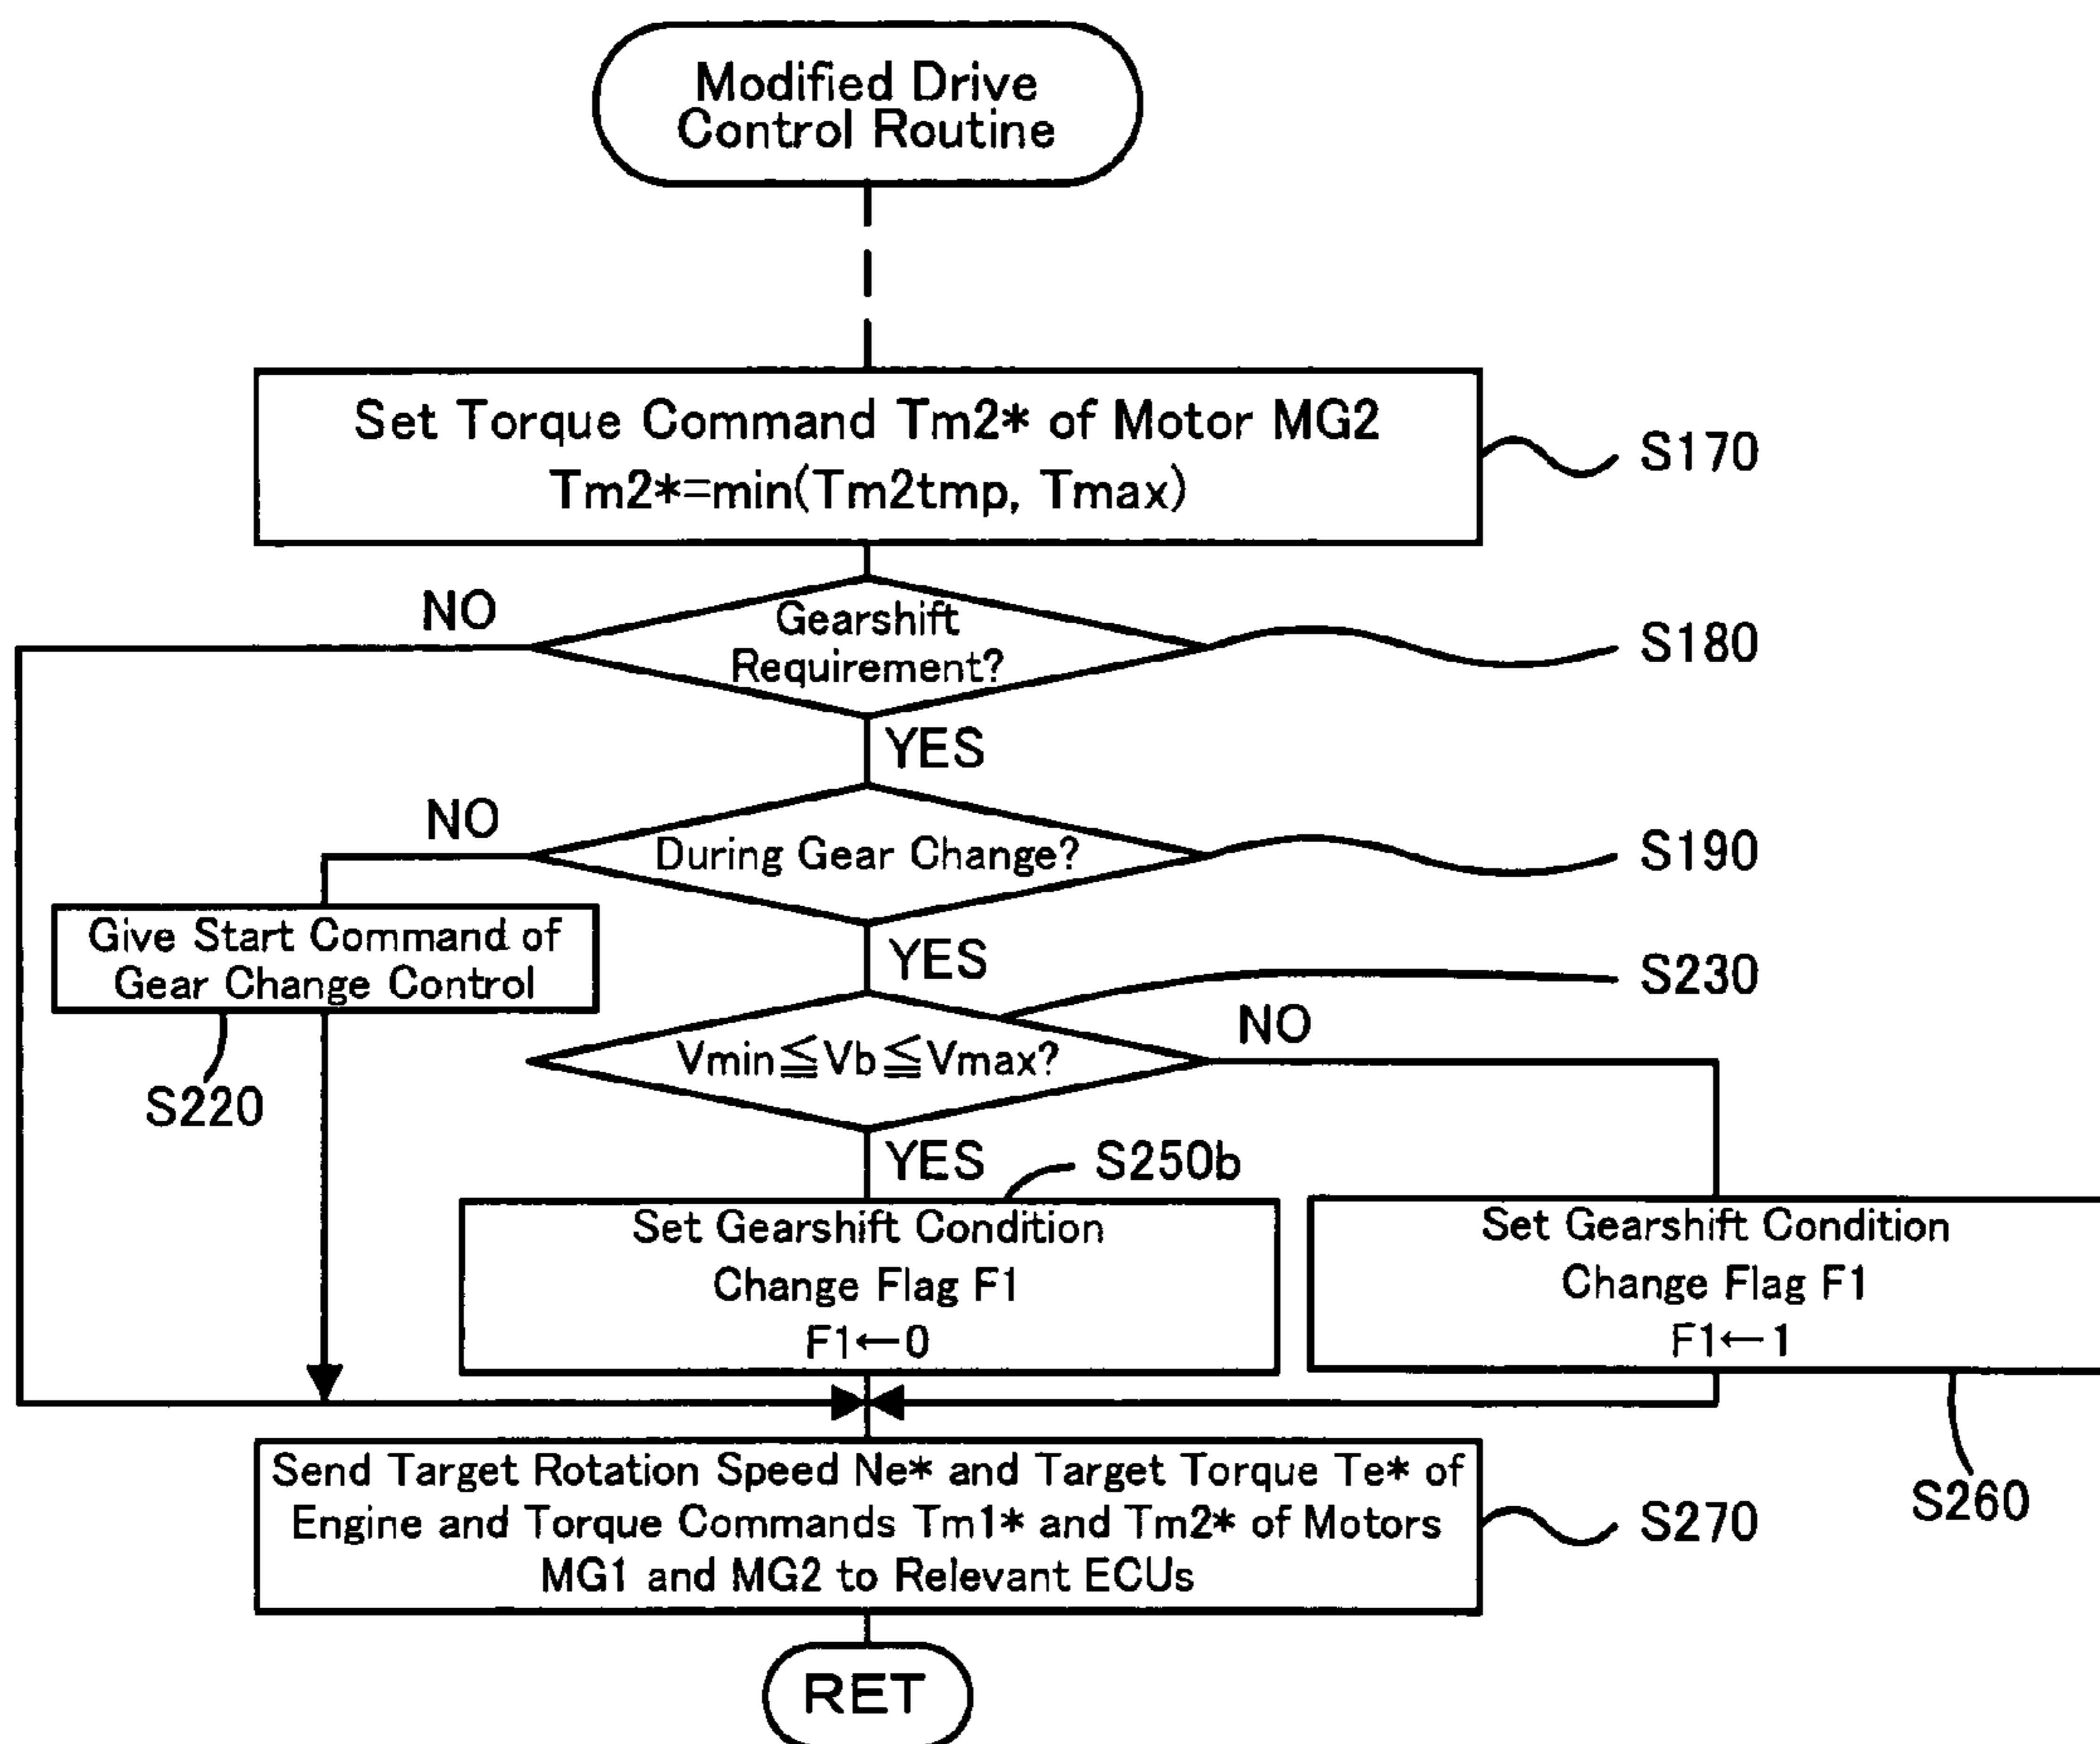 Modified Drive
Control Routine
Set Torque Command Tm2* of Motor MG2
Tm2*=min(Tm2tmp, Tmax)
S170
NO
Gearshift
Requirement?
S180
YES
NO
During Gear Change?
S190
Give Start Command of
Gear Change Control
YES
S230
NO
Vmin≦Vb≦Vmax?
S220
YES
S250b
Set Gearshift Condition
Change Flag F1
F1←0
Set Gearshift Condition
Change Flag F1
F1←1
Send Target Rotation Speed Ne* and Target Torque Te* of
Engine and Torque Commands Tm1* and Tm2* of Motors
MG1 and MG2 to Relevant ECUs
S260
S270
RET